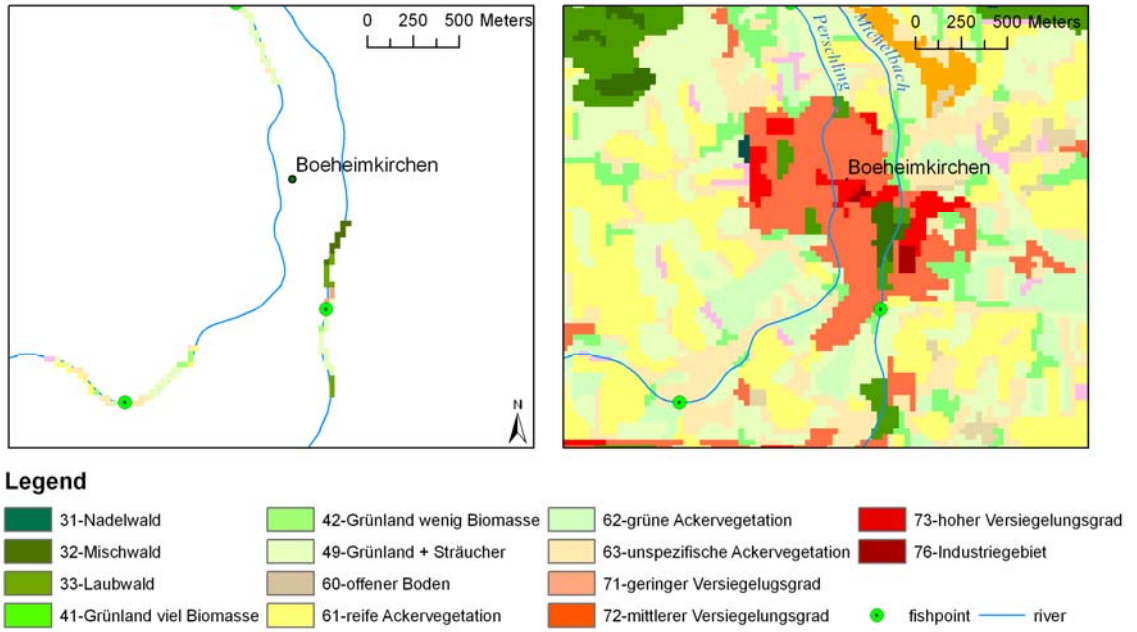 0 250 500 Meters
Boeheimkirchen
N
0 250 500 Meters
Perschling
Michelbach
Boeheimkirchen
Legend
31-Nadelwald
32-Mischwald
33-Laubwald
41-Grünland viel Biomasse
42-Grünland wenig Biomasse
49-Grünland + Sträucher
60-offener Boden
61-reife Ackervegetation
62-grüne Ackervegetation
63-unspezifische Ackervegetation
71-geringer Versiegelugsgrad
72-mittlerer Versiegelungsgrad
73-hoher Versiegelungsgrad
76-Industriegebiet
fishpoint
river